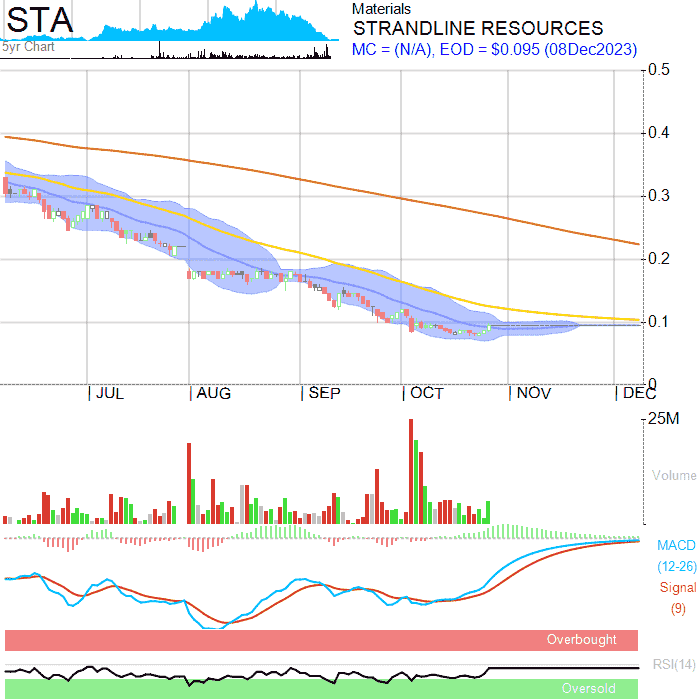 STA
5yr Chart
Materials
STRANDLINE RESOURCES
MC = (N/A), EOD = $0.095 (08Dec2023)
0.5
0.4
0.3
0.2
0.1
0
JUL AUG SEP OCT NOV DEC
25M
Volume
MACD
(12-26)
Signal
(9)
Overbought
RSI(14)
Oversold